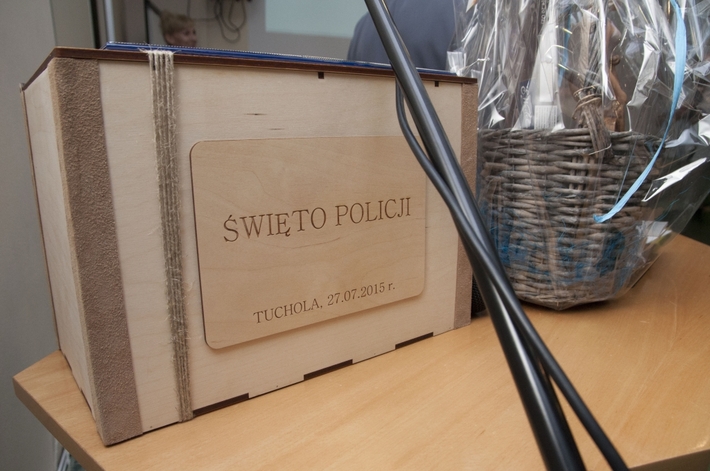 ŚWIĘTO POLICJI
TUCHOLA, 27.07.2015 r.